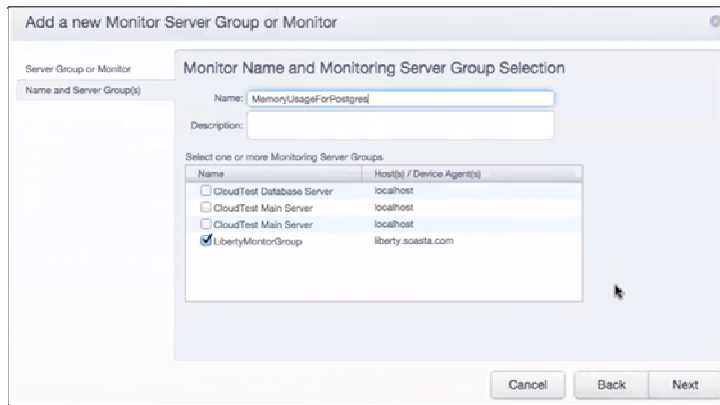 Add a new Monitor Server Group or Monitor
Server Group or Monitor
Name and Server Group(s)
Monitor Name and Monitoring Server Group Selection
Name: MemoryUsageForPostgres
Description:
Select one or more Monitoring Server Groups
Name Host(s) / Device Agent(s)
CloudTest Database Server localhost
CloudTest Main Server localhost
CloudTest Main Server localhost
LibertyMontorGroup liberty.soasta.com
Cancel Back Next